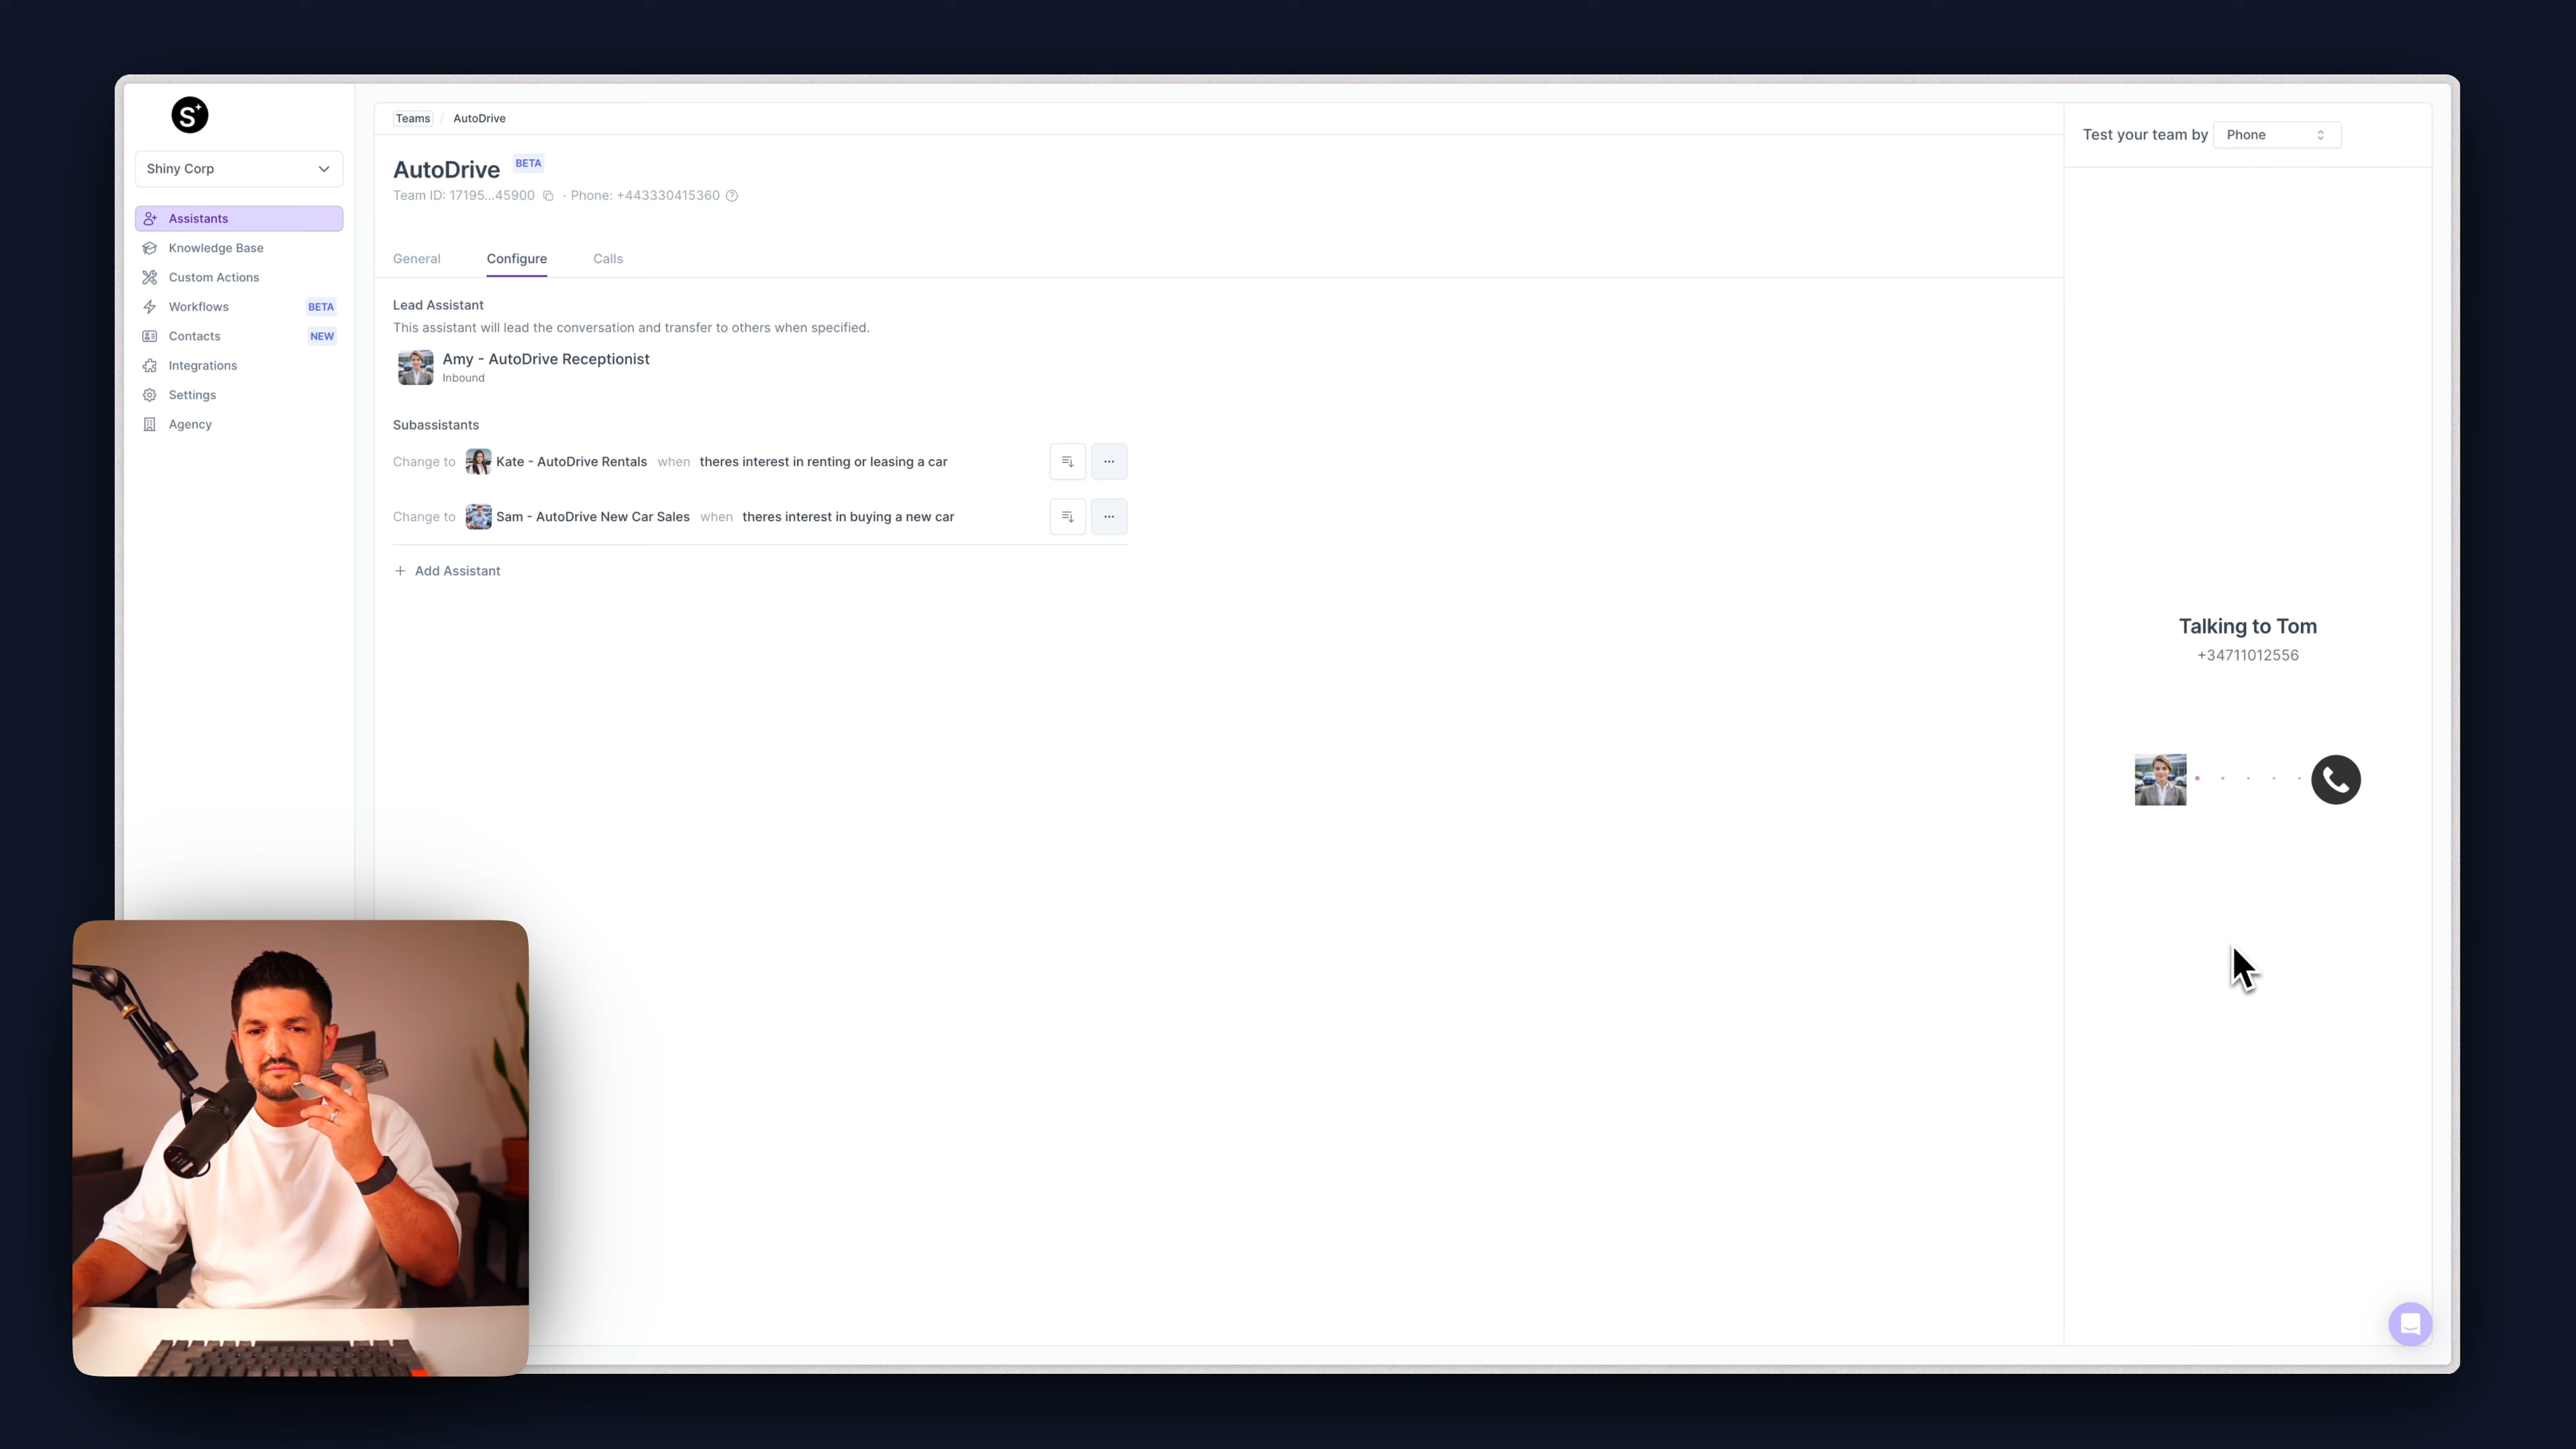 S
Shiny Corp
Assistants
Knowledge Base
Custom Actions
Workflows BETA
Contacts NEW
Integrations
Settings
Agency
Teams / AutoDrive
AutoDrive BETA
Team ID: 17195...45900 · Phone: +443330415360
General Configure Calls
Lead Assistant
This assistant will lead the conversation and transfer to others when specified.
Amy - AutoDrive Receptionist
Inbound
Subassistants
Change to Kate - AutoDrive Rentals when theres interest in renting or leasing a car
Change to Sam - AutoDrive New Car Sales when theres interest in buying a new car
+ Add Assistant
Test your team by Phone
Talking to Tom
+34711012556